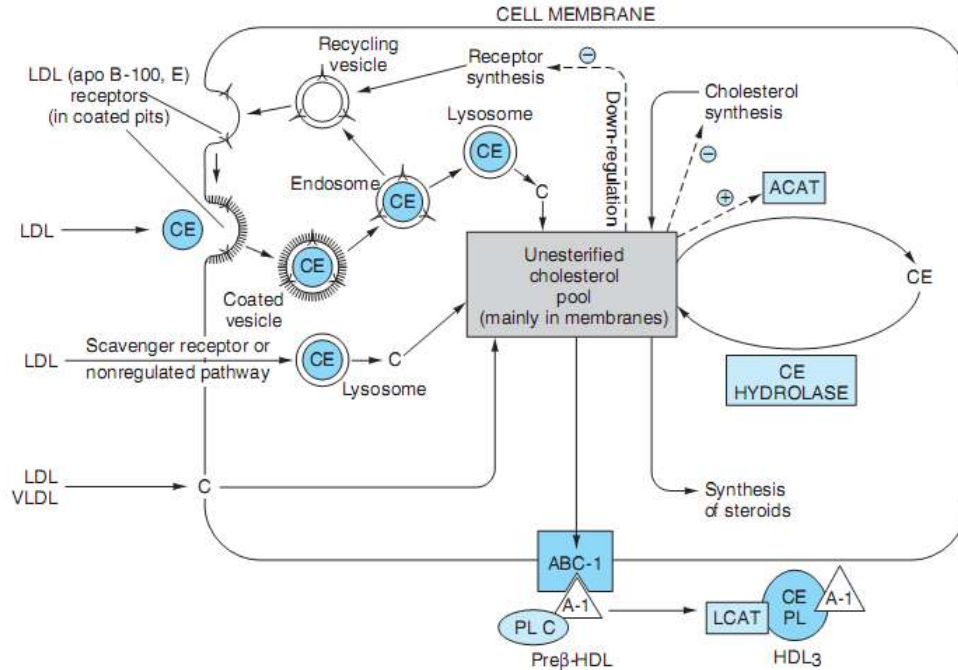 CELL MEMBRANE
Recycling
vesicle
Receptor
synthesis
−
LDL (apo B-100, E)
receptors
(in coated pits)
Cholesterol
synthesis
Lysosome
CE
Down-regulation
−
ACAT
+
Endosome
CE
C
LDL
CE
CE
Coated
vesicle
Unesterified
cholesterol
pool
(mainly in membranes)
CE
LDL
Scavenger receptor or
nonregulated pathway
CE
C
Lysosome
CE
HYDROLASE
LDL
VLDL
C
Synthesis
of steroids
ABC-1
A-1
PL C
Preβ-HDL
LCAT
CE
PL
A-1
HDL3